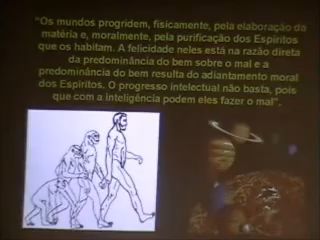 "Os mundos progridem, fisicamente, pela elaboração da
matéria e, moralmente, pela purificação dos Espíritos
que os habitam. A felicidade neles está na razão direta
da predominância do bem sobre o mal e a
predominância do bem resulta do adiantamento moral
dos Espíritos. O progresso intelectual não basta, pois
que com a inteligência podem eles fazer o mal".